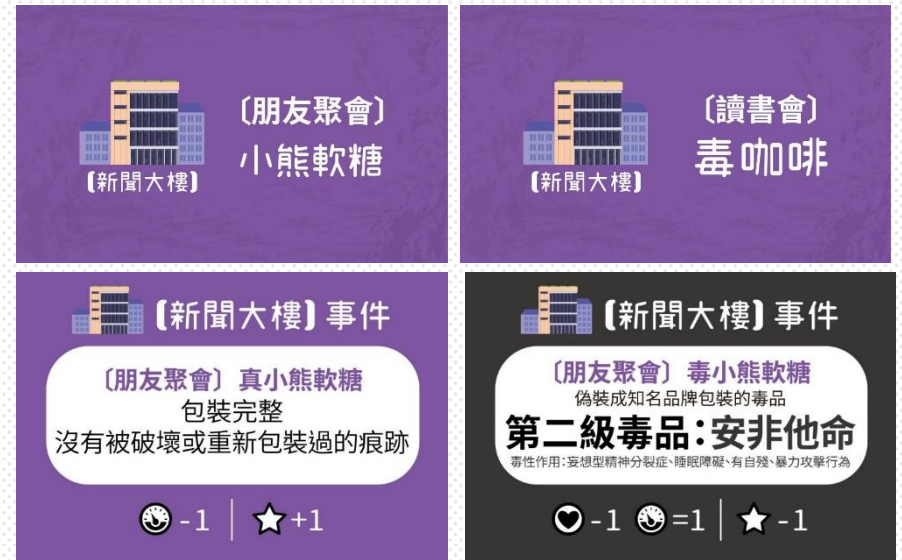 〔朋友聚會〕
小熊軟糖
【新聞大樓】
〔讀書會〕
毒咖啡
【新聞大樓】
【新聞大樓】事件
〔朋友聚會〕真小熊軟糖
包裝完整
沒有被破壞或重新包裝過的痕跡
-1 | +1
【新聞大樓】事件
〔朋友聚會〕毒小熊軟糖
偽裝成知名品牌包裝的毒品
第二級毒品：安非他命
毒性作用：妄想型精神分裂症、睡眠障礙、有自殘、暴力攻擊行為
-1 =1 | -1